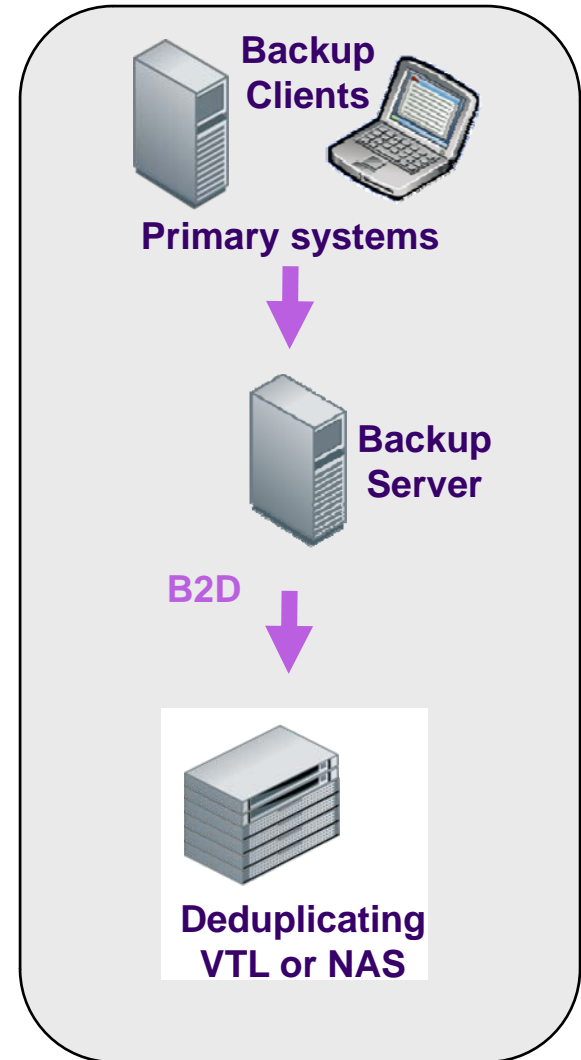 Backup
Clients
Primary systems
Backup
Server
B2D
Deduplicating
VTL or NAS